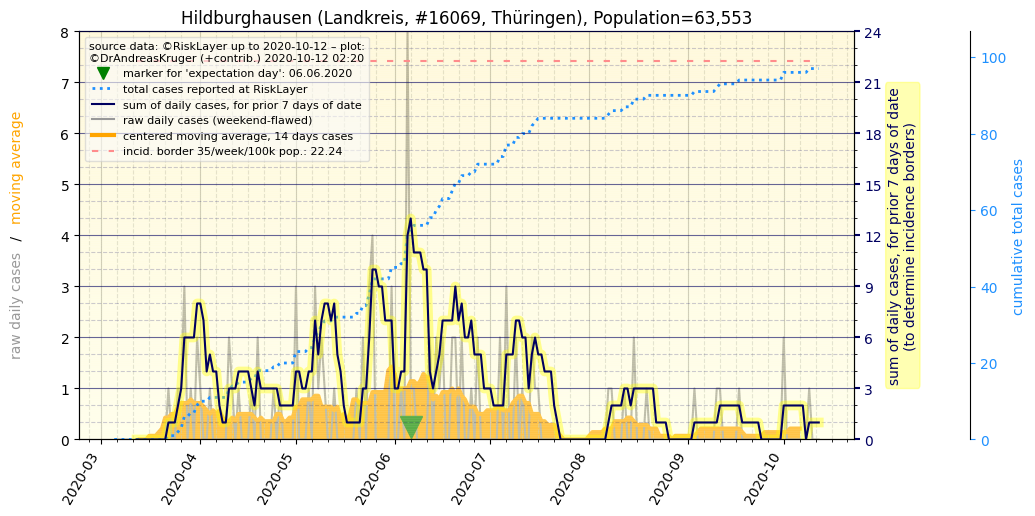 Hildburghausen (Landkreis, #16069, Thüringen), Population=63,553
source data: ©RiskLayer up to 2020-10-12 – plot:
©DrAndreasKruger (+contrib.) 2020-10-12 02:20
marker for 'expectation day': 06.06.2020
total cases reported at RiskLayer
sum of daily cases, for prior 7 days of date
raw daily cases (weekend-flawed)
centered moving average, 14 days cases
incid. border 35/week/100k pop.: 22.24
raw daily cases / moving average
8
7
6
5
4
3
2
1
0
24
21
18
15
12
9
6
3
0
sum of daily cases, for prior 7 days of date
(to determine incidence borders)
100
80
60
40
20
0
cumulative total cases
2020-03
2020-04
2020-05
2020-06
2020-07
2020-08
2020-09
2020-10